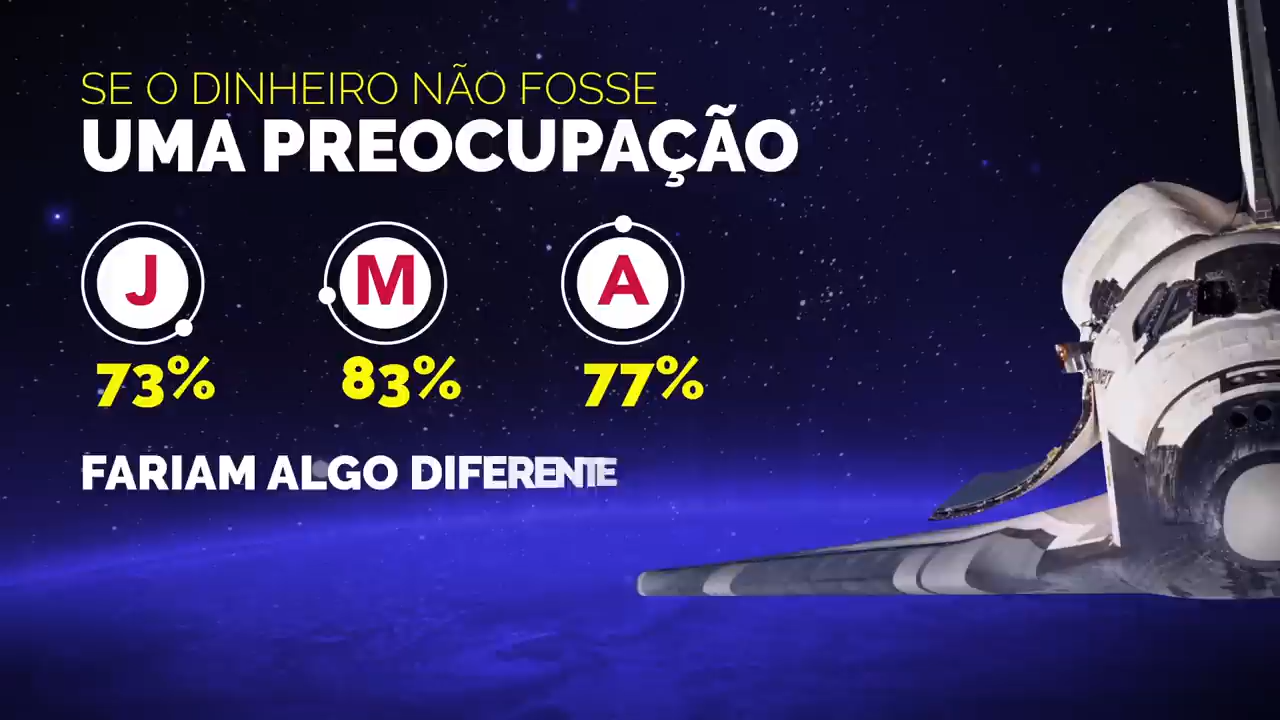 SE O DINHEIRO NÃO FOSSE
UMA PREOCUPAÇÃO
J M A
73% 83% 77%
FARIAM ALGO DIFERENTE